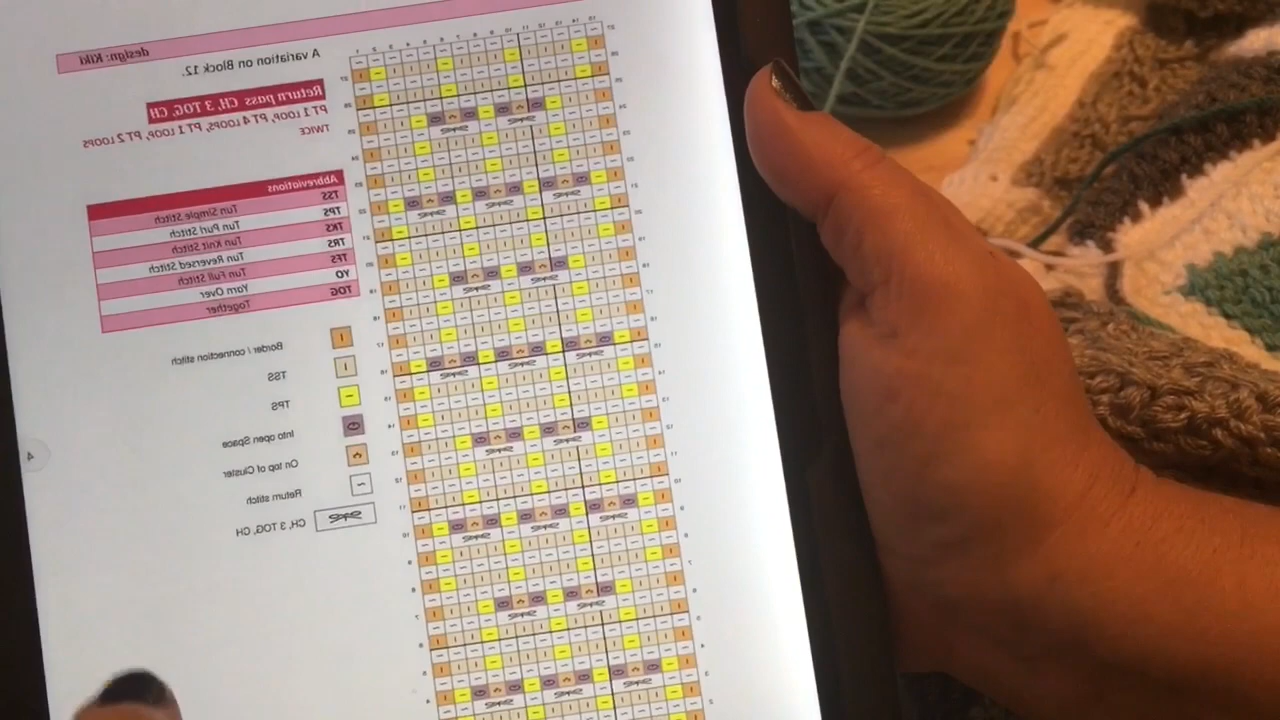 design: Kiki
A variation on Block 12.
Return pass CH, 3 TOG, CH
PT 1 LOOP, PT 4 LOOPS, PT 1 LOOP, PT 2 LOOPS
TWICE
Abbreviations
TSS Tun Simple Stitch
TPS Tun Purl Stitch
TKS Tun Knit Stitch
TRS Tun Reversed Stitch
TFS Tun Full Stitch
YO Yarn Over
TOG Together
Border / connection stitch
TSS
TPS
Into open Space
On top of Cluster
Return stitch
CH, 3 TOG, CH
4